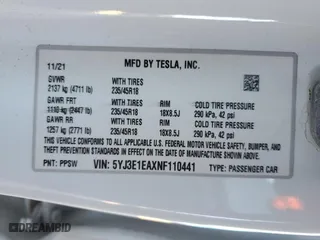 MFD BY TESLA, INC.
11/21
GVWR WITH TIRES
2137 kg (4711 lb) 235/45R18
GAWR FRT WITH TIRES RIM COLD TIRE PRESSURE
1110 kg (2447 lb) 235/45R18 18X8.5J 290 kPa, 42 psi
GAWR RR WITH TIRES RIM COLD TIRE PRESSURE
1257 kg (2771 lb) 235/45R18 18X8.5J 290 kPa, 42 psi
THIS VEHICLE CONFORMS TO ALL APPLICABLE U.S. FEDERAL MOTOR VEHICLE
SAFETY, BUMPER, AND THEFT PREVENTION STANDARDS IN EFFECT ON THE DATE
OF MANUFACTURE SHOWN ABOVE.
PNT: PPSW VIN: 5YJ3E1EAXNF110441 TYPE: PASSENGER CAR
DREAMBID